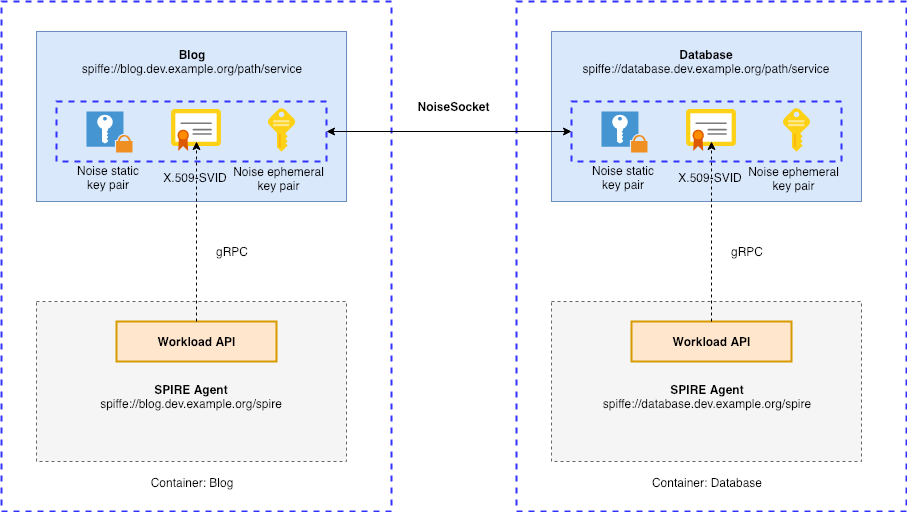 Blog
spiffe://blog.dev.example.org/path/service
Noise static
key pair
X.509-SVID
Noise ephemeral
key pair
gRPC
Workload API
SPIRE Agent
spiffe://blog.dev.example.org/spire
Container: Blog
NoiseSocket
Database
spiffe://database.dev.example.org/path/service
Noise static
key pair
X.509-SVID
Noise ephemeral
key pair
gRPC
Workload API
SPIRE Agent
spiffe://database.dev.example.org/spire
Container: Database